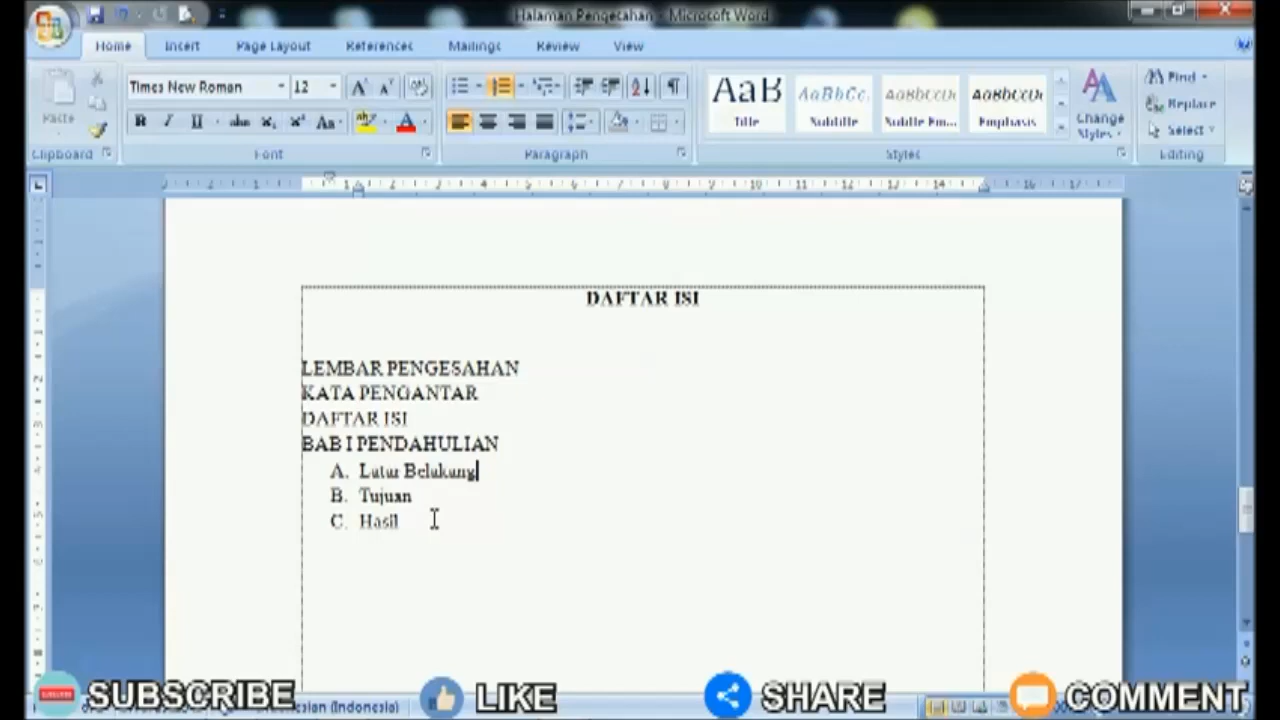 Halaman Pengesahan - Microsoft Word
Home Insert Page Layout References Mailings Review View
Times New Roman 12
Paste
AaB AaBbCc. AaBbCcDc AaBbCcDc
Title Subtitle Subtle Em... Emphasis
Change Styles
Find
Replace
Select
Clipboard Font Paragraph Styles Editing
DAFTAR ISI
LEMBAR PENGESAHAN
KATA PENGANTAR
DAFTAR ISI
BAB I PENDAHULIAN
A. Latar Belakang
B. Tujuan
C. Hasil
(Indonesia)
SUBSCRIBE LIKE SHARE COMMENT